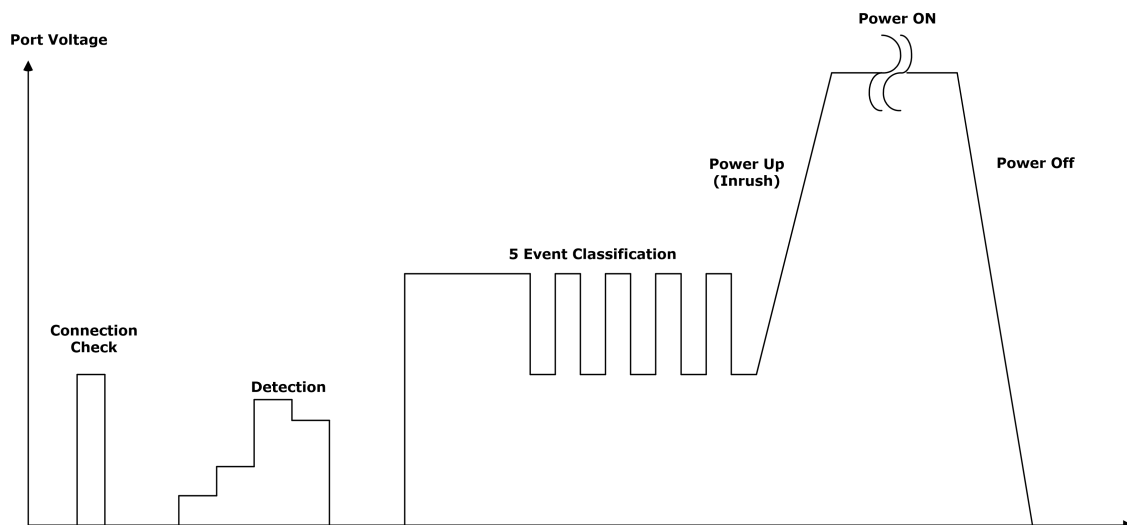 Power ON
Port Voltage
Power Up
(Inrush)
Power Off
5 Event Classification
Connection
Check
Detection